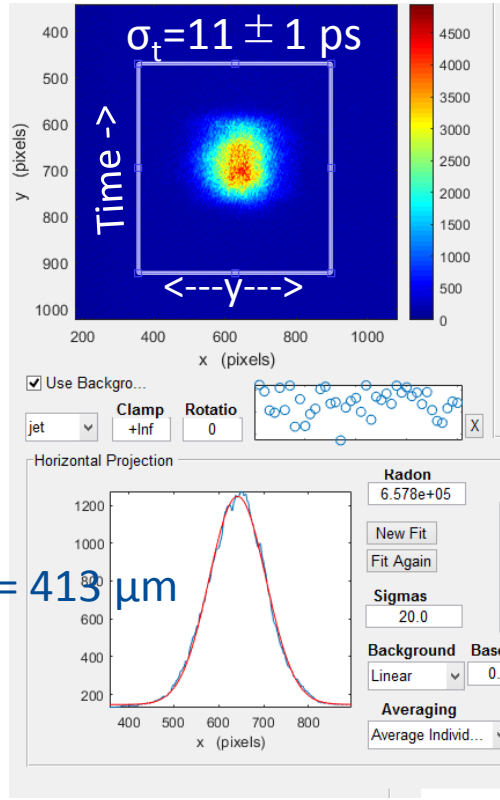 σt=11 ± 1 ps
400
500
600
700
800
900
1000
y (pixels)
Time ->
<---y--->
200
400
600
800
1000
x (pixels)
4500
4000
3500
3000
2500
2000
1500
1000
500
0
Use Backgro...
jet
Clamp
+Inf
Rotatio
0
X
Horizontal Projection
1200
1000
800
600
400
200
= 413 μm
400
500
600
700
800
x (pixels)
Radon
6.578e+05
New Fit
Fit Again
Sigmas
20.0
Background
Linear
Base
0.
Averaging
Average Individ...